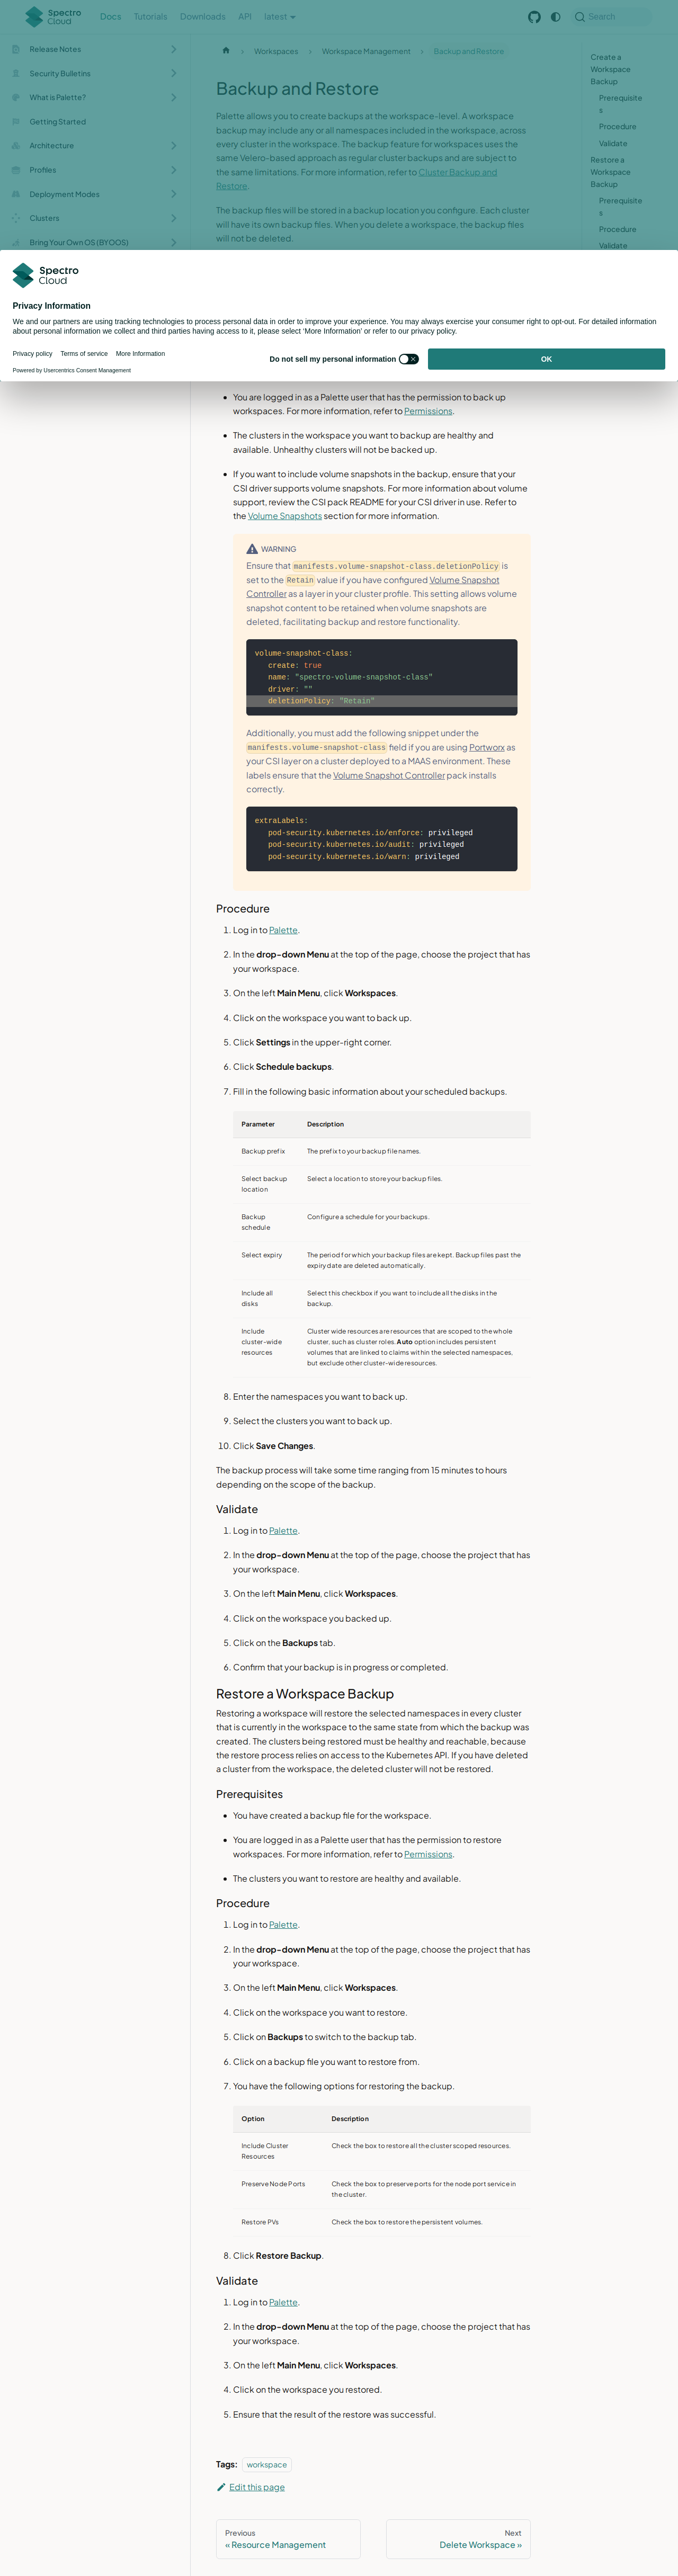 Spectro Cloud
Docs
Tutorials
Downloads
API
latest
Search
Release Notes
Security Bulletins
What is Palette?
Getting Started
Architecture
Profiles
Deployment Modes
Clusters
Bring Your Own OS (BYOOS)
Workspaces
Workspace Management
Backup and Restore
Create a
Workspace
Backup
Prerequisite
s
Procedure
Validate
Restore a
Workspace
Backup
Prerequisite
s
Procedure
Validate
Backup and Restore
Palette allows you to create backups at the workspace-level. A workspace
backup may include any or all namespaces included in the workspace, across
every cluster in the workspace. The backup feature for workspaces uses the
same Velero-based approach as regular cluster backups and are subject to
the same limitations. For more information, refer to Cluster Backup and
Restore.
The backup files will be stored in a backup location you configure. Each cluster
will have its own backup files. When you delete a workspace, the backup files
will not be deleted.
Spectro
Cloud
Privacy Information
We and our partners are using tracking technologies to process personal data in order to improve your experience. You may always exercise your consumer right to opt-out. For detailed information
about personal information we collect and third parties having access to it, please select ‘More Information’ or refer to our privacy policy.
Privacy policy
Terms of service
More Information
Powered by Usercentrics Consent Management
Do not sell my personal information
OK
You are logged in as a Palette user that has the permission to back up
workspaces. For more information, refer to Permissions.
The clusters in the workspace you want to backup are healthy and
available. Unhealthy clusters will not be backed up.
If you want to include volume snapshots in the backup, ensure that your
CSI driver supports volume snapshots. For more information about volume
support, review the CSI pack README for your CSI driver in use. Refer to
the Volume Snapshots section for more information.
WARNING
Ensure that manifests.volume-snapshot-class.deletionPolicy is
set to the Retain value if you have configured Volume Snapshot
Controller as a layer in your cluster profile. This setting allows volume
snapshot content to be retained when volume snapshots are
deleted, facilitating backup and restore functionality.
volume-snapshot-class:
create: true
name: "spectro-volume-snapshot-class"
driver: ""
deletionPolicy: "Retain"
Additionally, you must add the following snippet under the
manifests.volume-snapshot-class field if you are using Portworx as
your CSI layer on a cluster deployed to a MAAS environment. These
labels ensure that the Volume Snapshot Controller pack installs
correctly.
extraLabels:
pod-security.kubernetes.io/enforce: privileged
pod-security.kubernetes.io/audit: privileged
pod-security.kubernetes.io/warn: privileged
Procedure
1. Log in to Palette.
2. In the drop-down Menu at the top of the page, choose the project that has
your workspace.
3. On the left Main Menu, click Workspaces.
4. Click on the workspace you want to back up.
5. Click Settings in the upper-right corner.
6. Click Schedule backups.
7. Fill in the following basic information about your scheduled backups.
Parameter
Description
Backup prefix
The prefix to your backup file names.
Select backup
location
Select a location to store your backup files.
Backup
schedule
Configure a schedule for your backups.
Select expiry
The period for which your backup files are kept. Backup files past the
expiry date are deleted automatically.
Include all
disks
Select this checkbox if you want to include all the disks in the
backup.
Include
cluster-wide
resources
Cluster wide resources are resources that are scoped to the whole
cluster, such as cluster roles. Auto option includes persistent
volumes that are linked to claims within the selected namespaces,
but exclude other cluster-wide resources.
8. Enter the namespaces you want to back up.
9. Select the clusters you want to back up.
10. Click Save Changes.
The backup process will take some time ranging from 15 minutes to hours
depending on the scope of the backup.
Validate
1. Log in to Palette.
2. In the drop-down Menu at the top of the page, choose the project that has
your workspace.
3. On the left Main Menu, click Workspaces.
4. Click on the workspace you backed up.
5. Click on the Backups tab.
6. Confirm that your backup is in progress or completed.
Restore a Workspace Backup
Restoring a workspace will restore the selected namespaces in every cluster
that is currently in the workspace to the same state from which the backup was
created. The clusters being restored must be healthy and reachable, because
the restore process relies on access to the Kubernetes API. If you have deleted
a cluster from the workspace, the deleted cluster will not be restored.
Prerequisites
You have created a backup file for the workspace.
You are logged in as a Palette user that has the permission to restore
workspaces. For more information, refer to Permissions.
The clusters you want to restore are healthy and available.
Procedure
1. Log in to Palette.
2. In the drop-down Menu at the top of the page, choose the project that has
your workspace.
3. On the left Main Menu, click Workspaces.
4. Click on the workspace you want to restore.
5. Click on Backups to switch to the backup tab.
6. Click on a backup file you want to restore from.
7. You have the following options for restoring the backup.
Option
Description
Include Cluster
Resources
Check the box to restore all the cluster scoped resources.
Preserve Node Ports
Check the box to preserve ports for the node port service in
the cluster.
Restore PVs
Check the box to restore the persistent volumes.
8. Click Restore Backup.
Validate
1. Log in to Palette.
2. In the drop-down Menu at the top of the page, choose the project that has
your workspace.
3. On the left Main Menu, click Workspaces.
4. Click on the workspace you restored.
5. Ensure that the result of the restore was successful.
Tags: workspace
Edit this page
Previous
« Resource Management
Next
Delete Workspace »